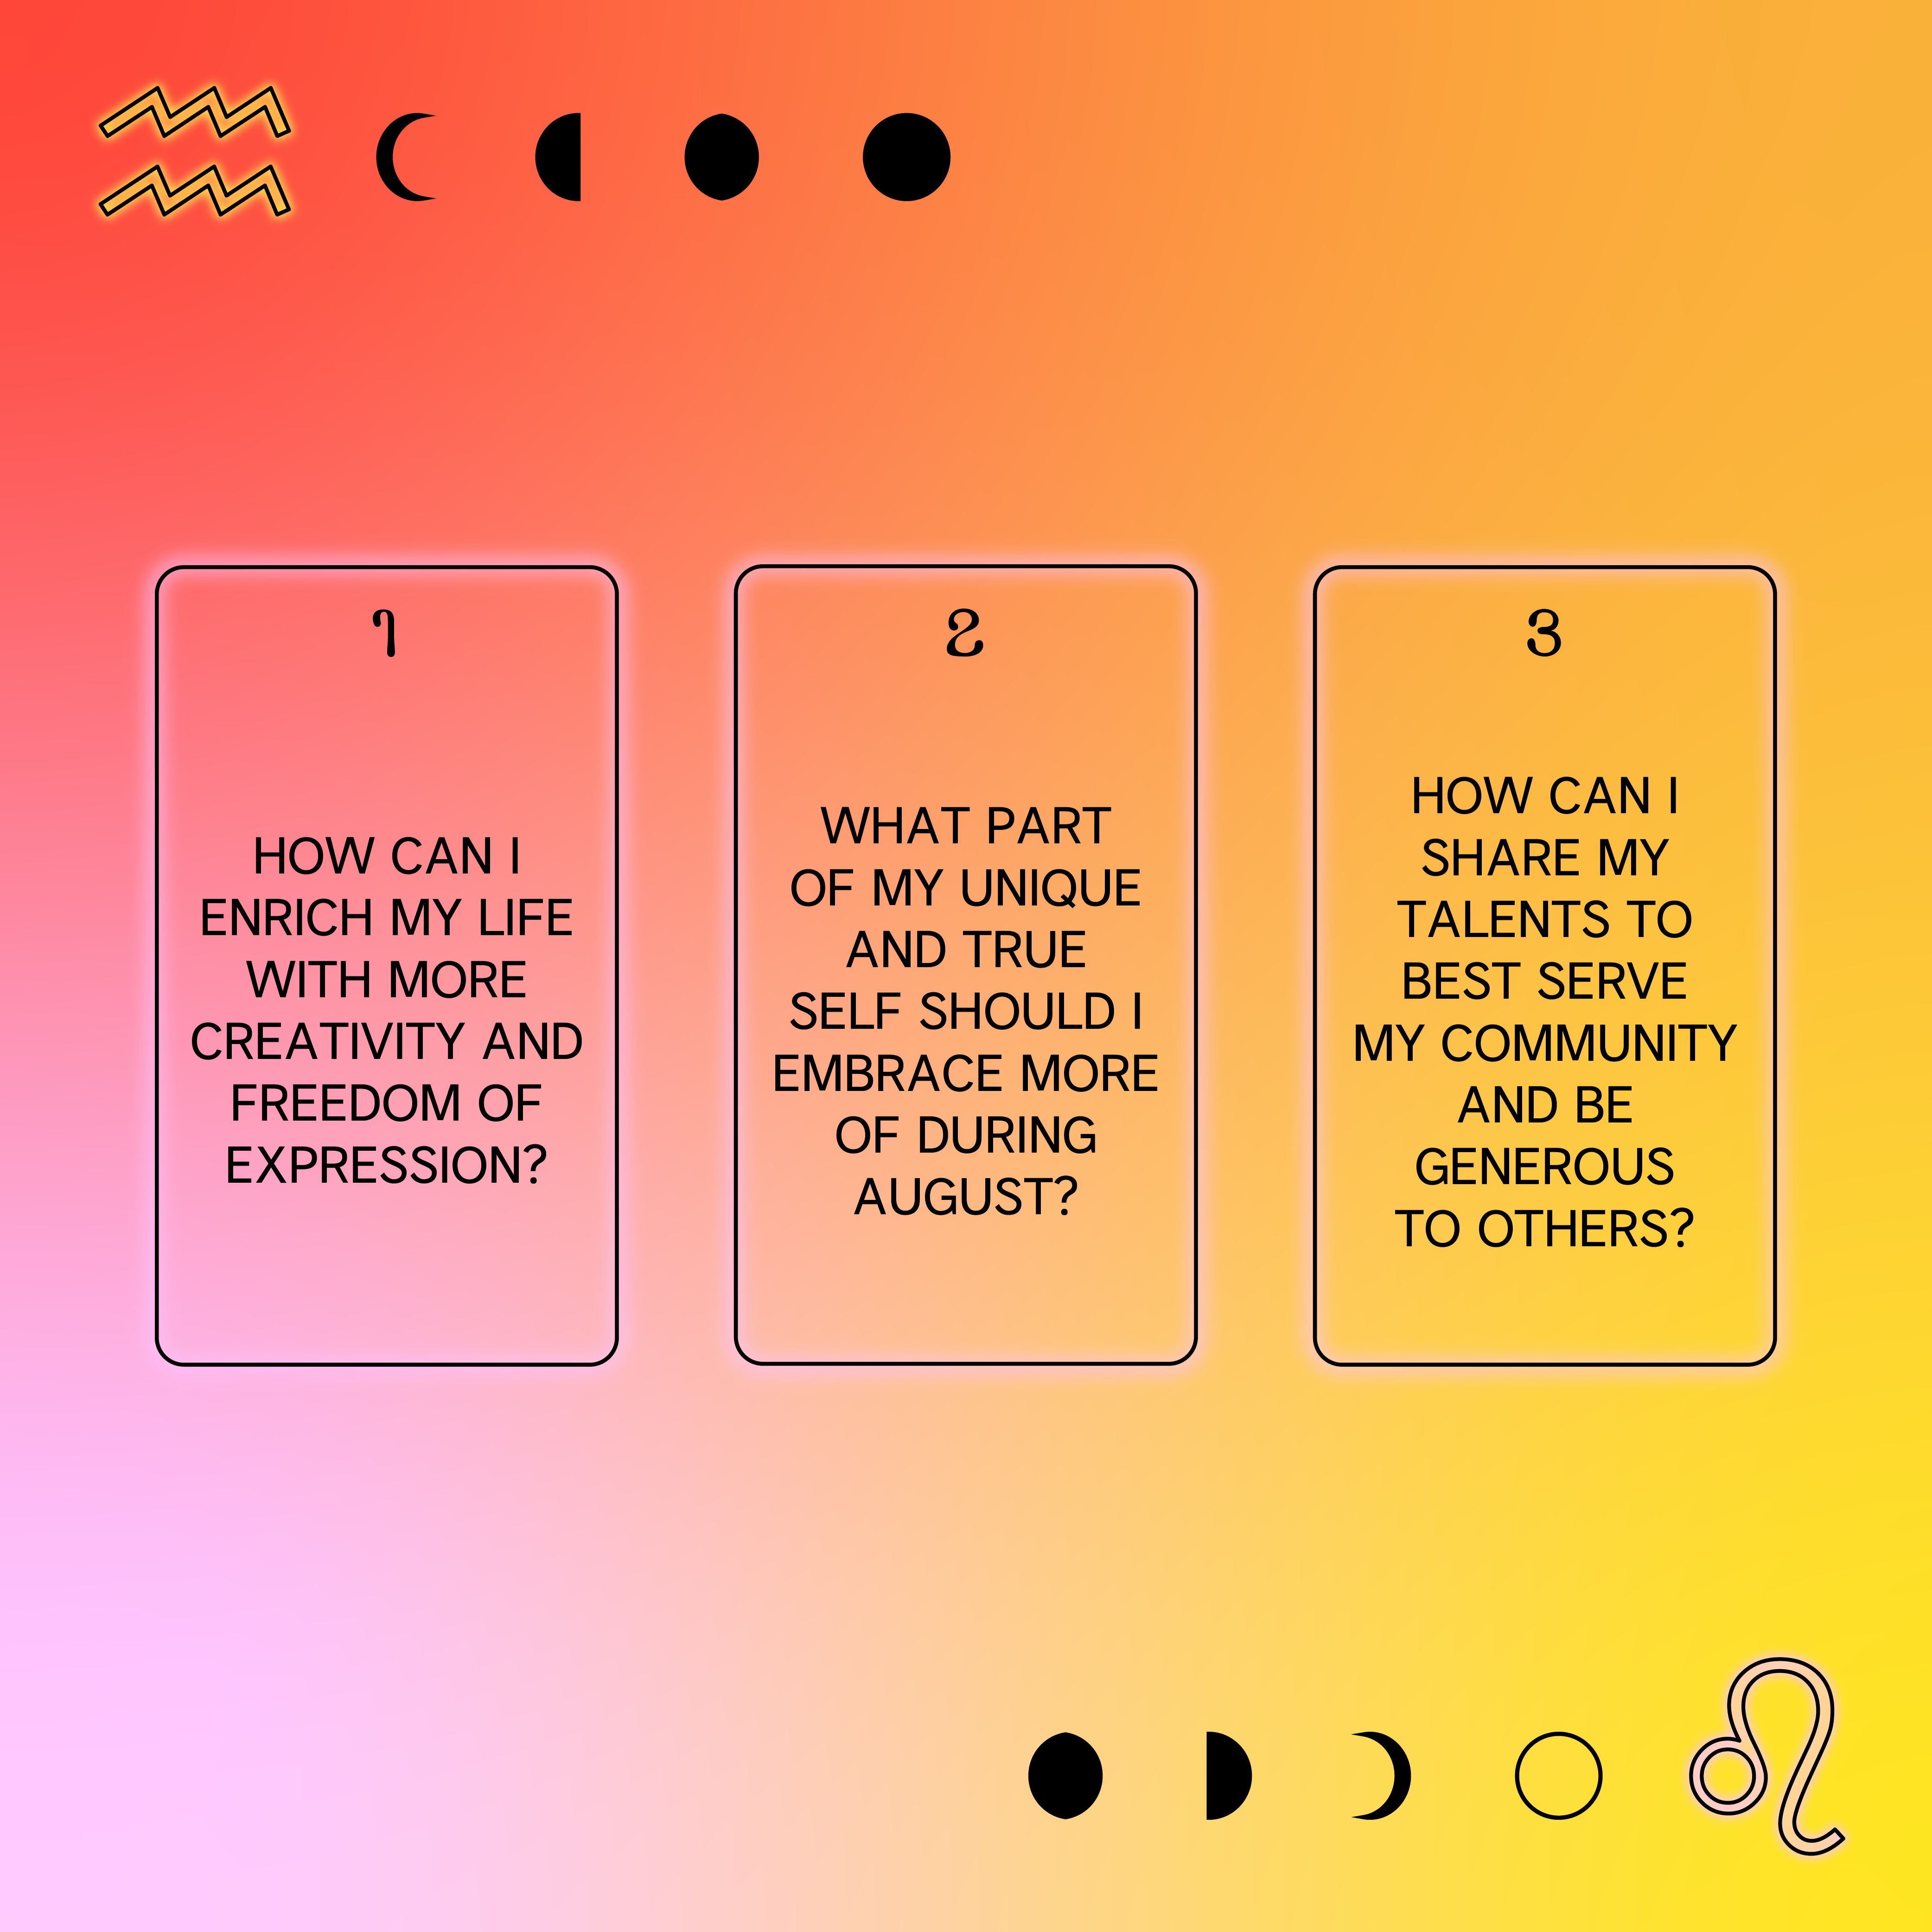 1
HOW CAN I
ENRICH MY LIFE
WITH MORE
CREATIVITY AND
FREEDOM OF
EXPRESSION?
2
WHAT PART
OF MY UNIQUE
AND TRUE
SELF SHOULD I
EMBRACE MORE
OF DURING
AUGUST?
3
HOW CAN I
SHARE MY
TALENTS TO
BEST SERVE
MY COMMUNITY
AND BE
GENEROUS
TO OTHERS?